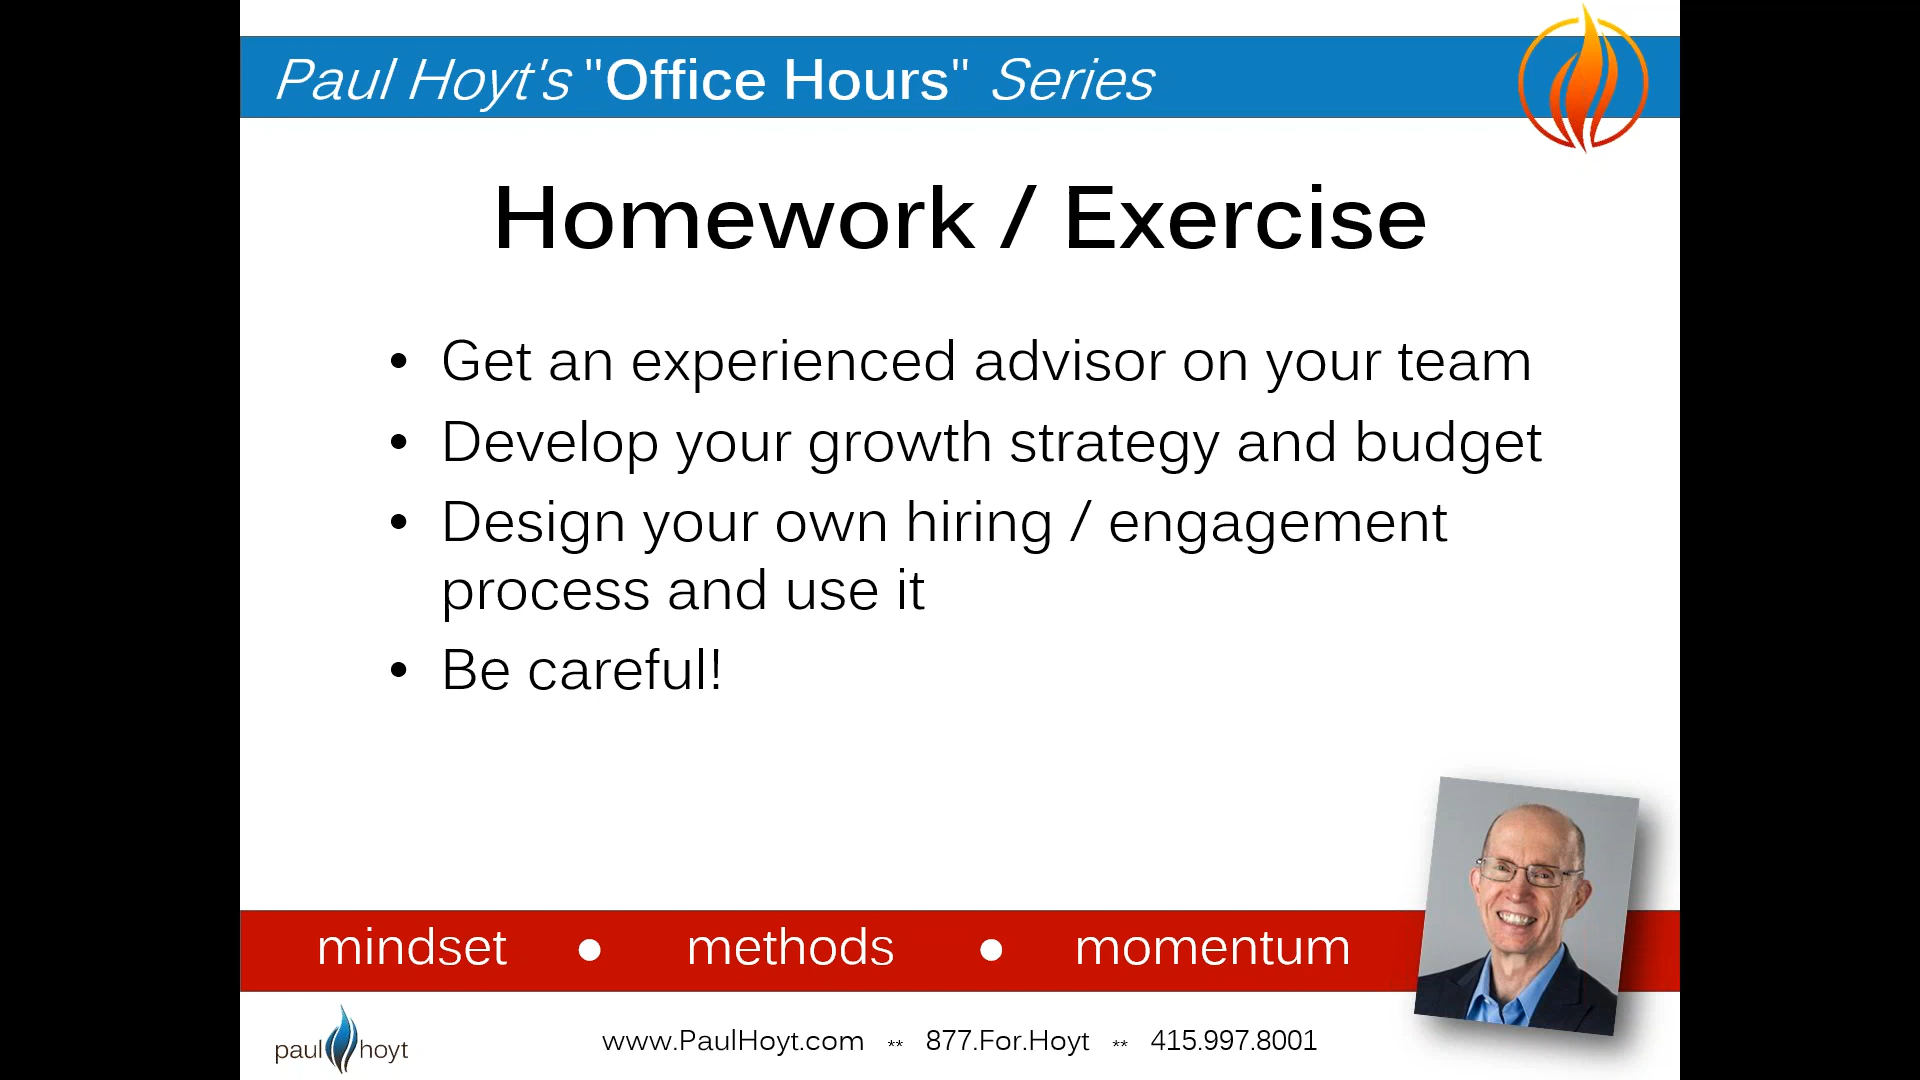 Paul Hoyt's "Office Hours" Series
Homework / Exercise
• Get an experienced advisor on your team
• Develop your growth strategy and budget
• Design your own hiring / engagement
process and use it
• Be careful!
mindset • methods • momentum
paul hoyt
www.PaulHoyt.com ** 877.For.Hoyt ** 415.997.8001